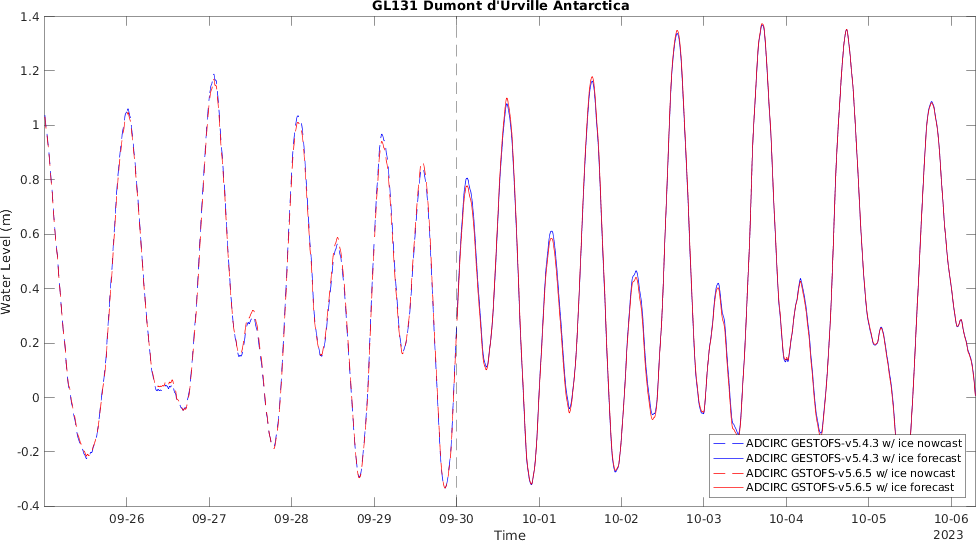 GL131 Dumont d'Urville Antarctica
1.4
1.2
1
0.8
0.6
0.4
0.2
0
-0.2
-0.4
Water Level (m)
09-26 09-27 09-28 09-29 09-30 10-01 10-02 10-03 10-04 10-05 10-06
2023
Time
ADCIRC GESTOFS-v5.4.3 w/ ice nowcast
ADCIRC GESTOFS-v5.4.3 w/ ice forecast
ADCIRC GSTOFS-v5.6.5 w/ ice nowcast
ADCIRC GSTOFS-v5.6.5 w/ ice forecast